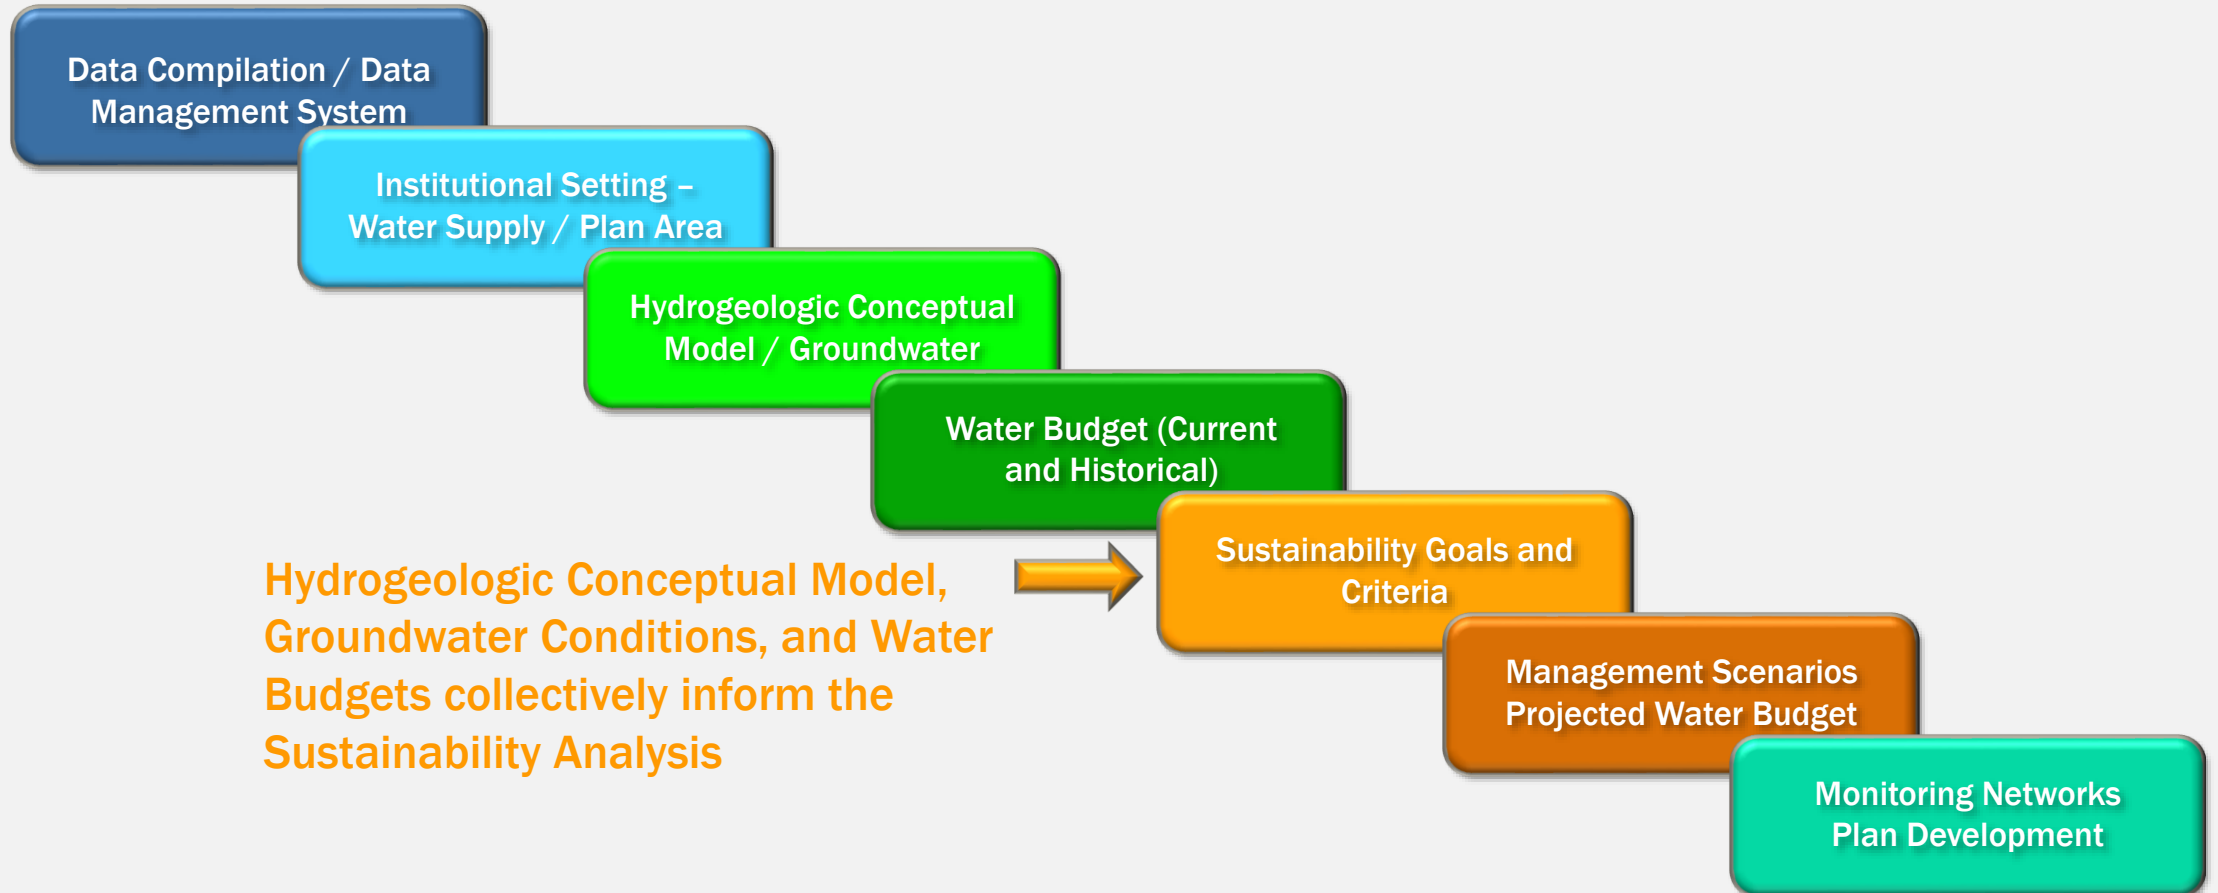 Data Compilation / Data
Management System
Institutional Setting –
Water Supply / Plan Area
Hydrogeologic Conceptual
Model / Groundwater
Water Budget (Current
and Historical)
Sustainability Goals and
Criteria
Hydrogeologic Conceptual Model,
Groundwater Conditions, and Water
Budgets collectively inform the
Sustainability Analysis
Management Scenarios
Projected Water Budget
Monitoring Networks
Plan Development